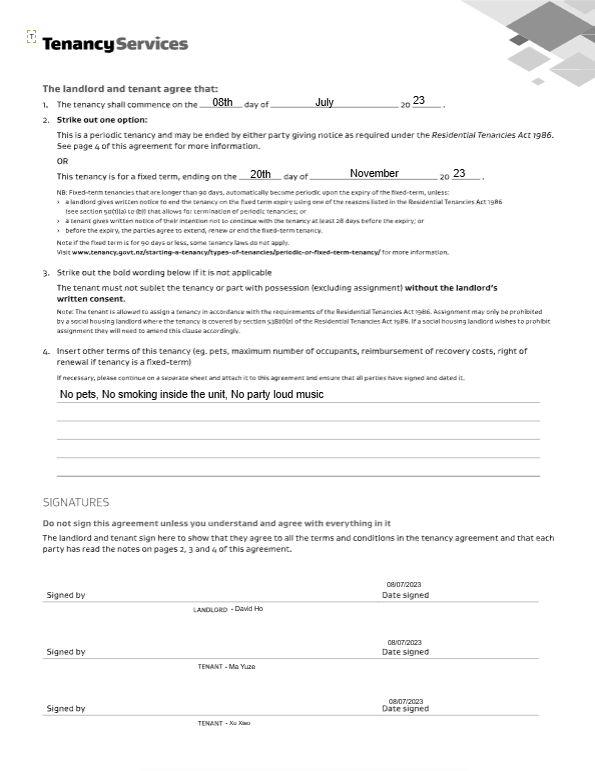 T TenancyServices
The landlord and tenant agree that:
1. The tenancy shall commence on the 08th day of July 20 23 .
2. Strike out one option:
This is a periodic tenancy and may be ended by either party giving notice as required under the Residential Tenancies Act 1986.
See page 4 of this agreement for more information.
OR
This tenancy is for a fixed term, ending on the 20th day of November 20 23 .
NB: Fixed-term tenancies that are longer than 90 days, automatically become periodic upon the expiry of the fixed-term, unless:
› a landlord gives written notice to end the tenancy on the fixed term expiry using one of the reasons listed in the Residential Tenancies Act 1986
(see section 50(1)(a) to (b)) that allows for termination of periodic tenancies; or
› a tenant gives written notice of their intention not to continue with the tenancy at least 28 days before the expiry; or
› before the expiry, the parties agree to extend, renew or end the fixed-term tenancy.
Note if the fixed term is for 90 days or less, some tenancy laws do not apply.
Visit www.tenancy.govt.nz/starting-a-tenancy/types-of-tenancies/periodic-or-fixed-term-tenancy/ for more information.
3. Strike out the bold wording below if it is not applicable
The tenant must not sublet the tenancy or part with possession (excluding assignment) without the landlord's
written consent.
Note: The tenant is allowed to assign a tenancy in accordance with the requirements of the Residential Tenancies Act 1986. Assignment may only be prohibited
by a social housing landlord where the tenancy is covered by section 53B(1)(a) of the Residential Tenancies Act 1986. If a social housing landlord wishes to prohibit
assignment they will need to amend this clause accordingly.
4. Insert other terms of this tenancy (eg. pets, maximum number of occupants, reimbursement of recovery costs, right of
renewal if tenancy is a fixed-term)
If necessary, please continue on a separate sheet and attach it to this agreement and ensure that all parties have signed and dated it.
No pets, No smoking inside the unit, No party loud music
SIGNATURES
Do not sign this agreement unless you understand and agree with everything in it
The landlord and tenant sign here to show that they agree to all the terms and conditions in the tenancy agreement and that each
party has read the notes on pages 2, 3 and 4 of this agreement.
08/07/2023
Signed by Date signed
LANDLORD - David Ho
08/07/2023
Signed by Date signed
TENANT - Ma Yuze
08/07/2023
Signed by Date signed
TENANT - Xu Xiao